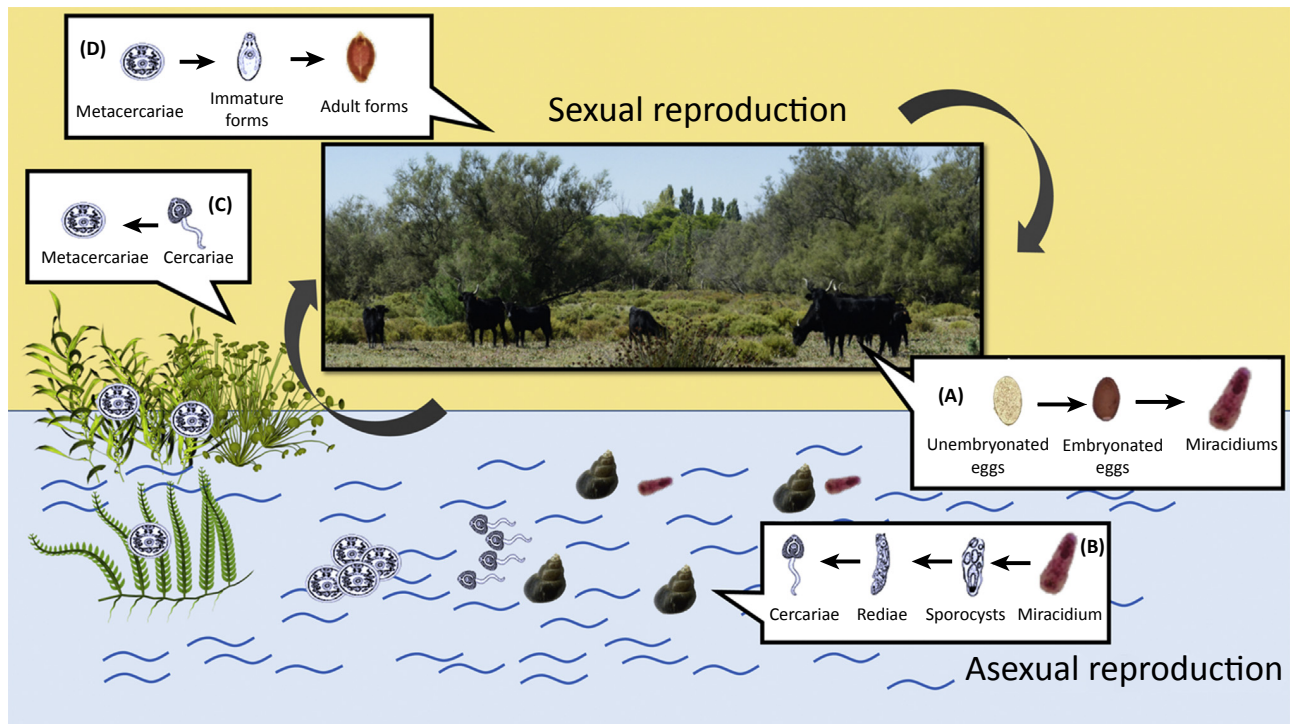 (D)
Metacercariae
Immature
forms
Adult forms
Sexual reproduction
(C)
Metacercariae
Cercariae
(A)
Unembryonated
eggs
Embryonated
eggs
Miracidiums
(B)
Cercariae
Rediae
Sporocysts
Miracidium
Asexual reproduction